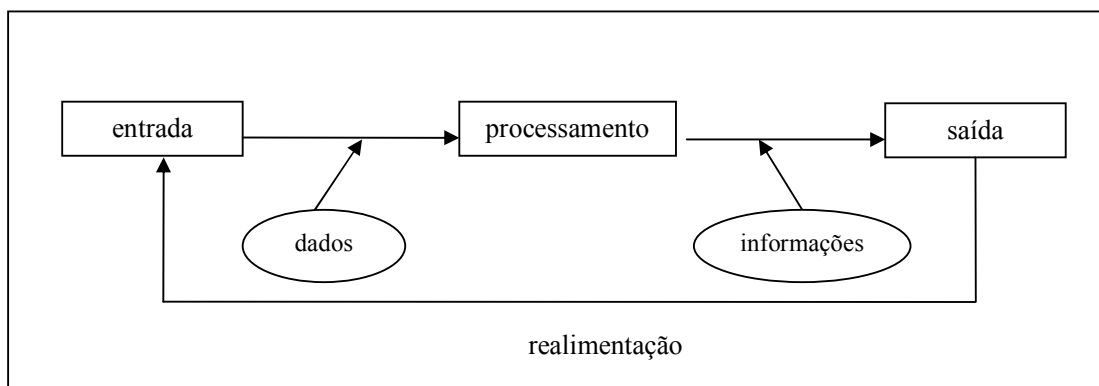 entrada
processamento
saída
dados
informações
realimentação